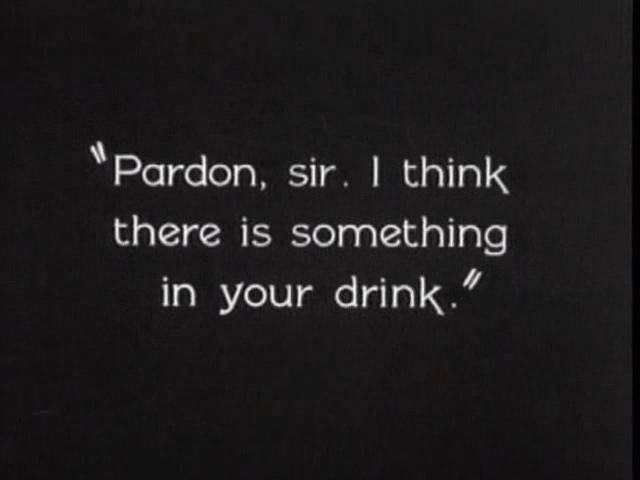 "Pardon, sir. I think
there is something
in your drink."